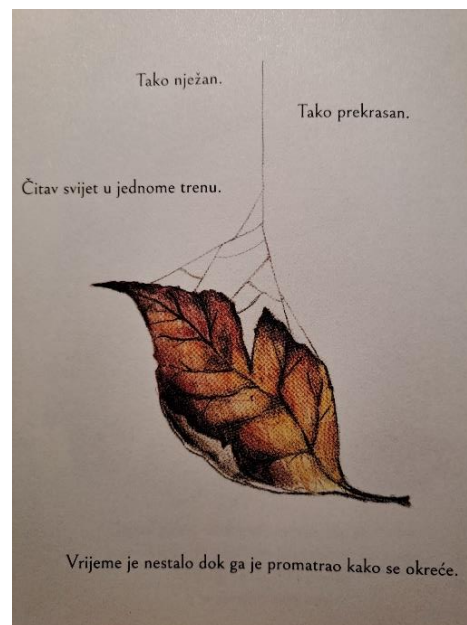 Tako nježan.
Tako prekrasan.
Čitav svijet u jednome trenu.
Vrijeme je nestalo dok ga je promatrao kako se okreće.